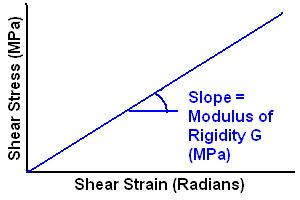 Shear Stress (MPa)
Slope =
Modulus of
Rigidity G
(MPa)
Shear Strain (Radians)